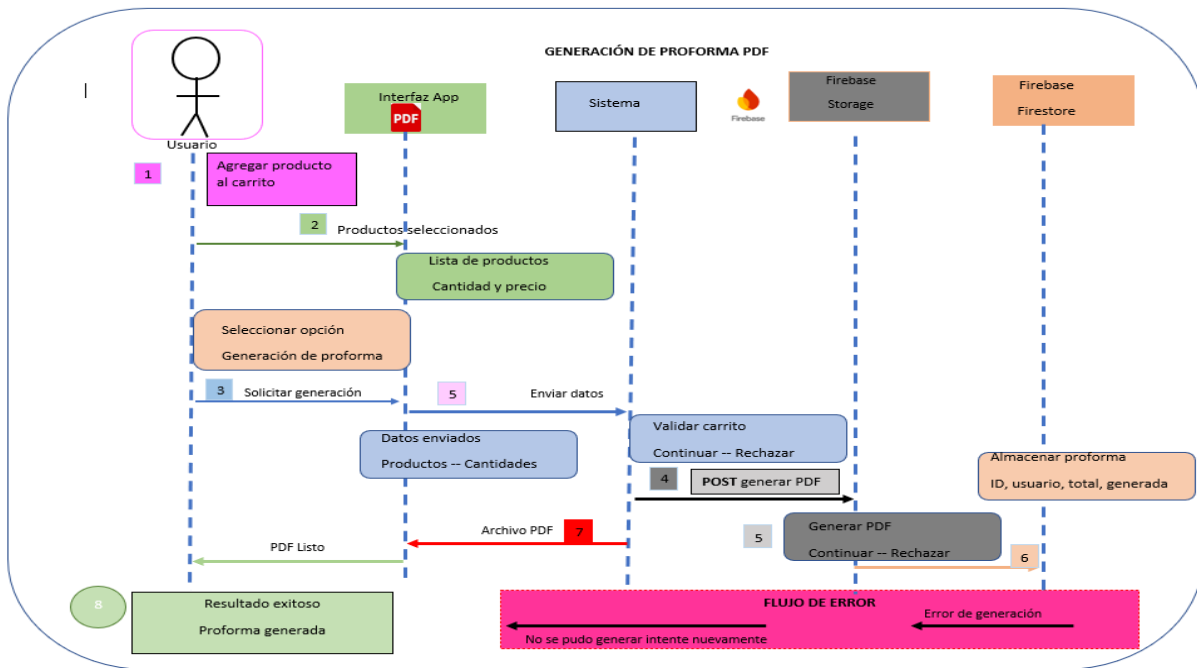 GENERACIÓN DE PROFORMA PDF
Usuario
Interfaz App
PDF
Sistema
Firebase
Firebase
Storage
Firebase
Firestore
1
Agregar producto
al carrito
2
Productos seleccionados
Lista de productos
Cantidad y precio
Seleccionar opción
Generación de proforma
3
Solicitar generación
5
Enviar datos
Datos enviados
Productos -- Cantidades
Validar carrito
Continuar -- Rechazar
4
POST generar PDF
Almacenar proforma
ID, usuario, total, generada
5
Generar PDF
Continuar -- Rechazar
6
Archivo PDF
7
PDF Listo
8
Resultado exitoso
Proforma generada
FLUJO DE ERROR
Error de generación
No se pudo generar intente nuevamente